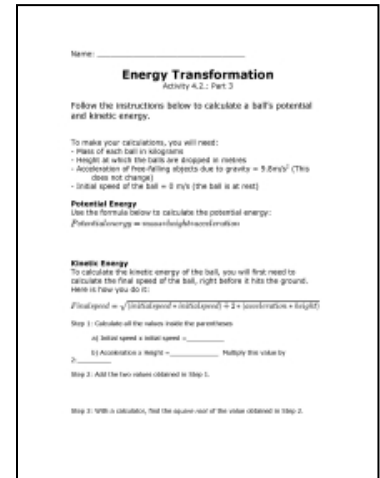 Name: ____________________
Energy Transformation
Activity 4.2.: Part 3
Follow the instructions below to calculate a ball's potential
and kinetic energy.
To make your calculations, you will need:
- Mass of each ball in kilograms
- Height at which the balls are dropped in metres
- Acceleration of free-falling objects due to gravity = 9.8m/s² (This
does not change)
- Initial speed of the ball = 0 m/s (the ball is at rest)
Potential Energy
Use the formula below to calculate the potential energy:
Potentialenergy = mass∗height∗acceleration
Kinetic Energy
To calculate the kinetic energy of the ball, you will first need to
calculate the final speed of the ball, right before it hits the ground.
Here is how you do it:
Finalspeed = √(initialspeed ∗ initialspeed) + 2 ∗ (acceleration ∗ height)
Step 1: Calculate all the values inside the parentheses
a) Initial speed x initial speed =__________
b) Acceleration x Height =____________ Multiply this value by
2:_________
Step 2: Add the two values obtained in Step 1.
Step 3: With a calculator, find the square root of the value obtained in Step 2.